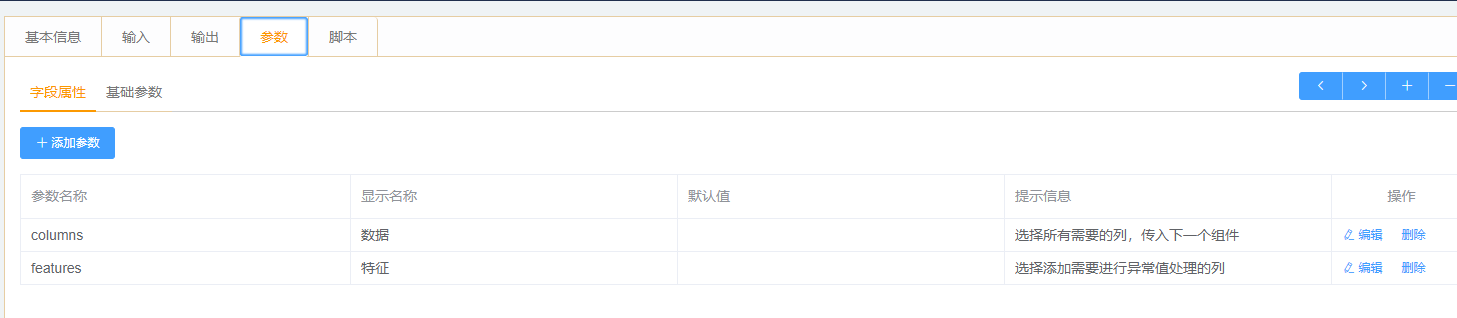 基本信息 输入 输出 参数 脚本
字段属性 基础参数
添加参数
参数名称 显示名称 默认值 提示信息 操作
columns 数据 选择所有需要的列，传入下一个组件 编辑 删除
features 特征 选择添加需要进行异常值处理的列 编辑 删除